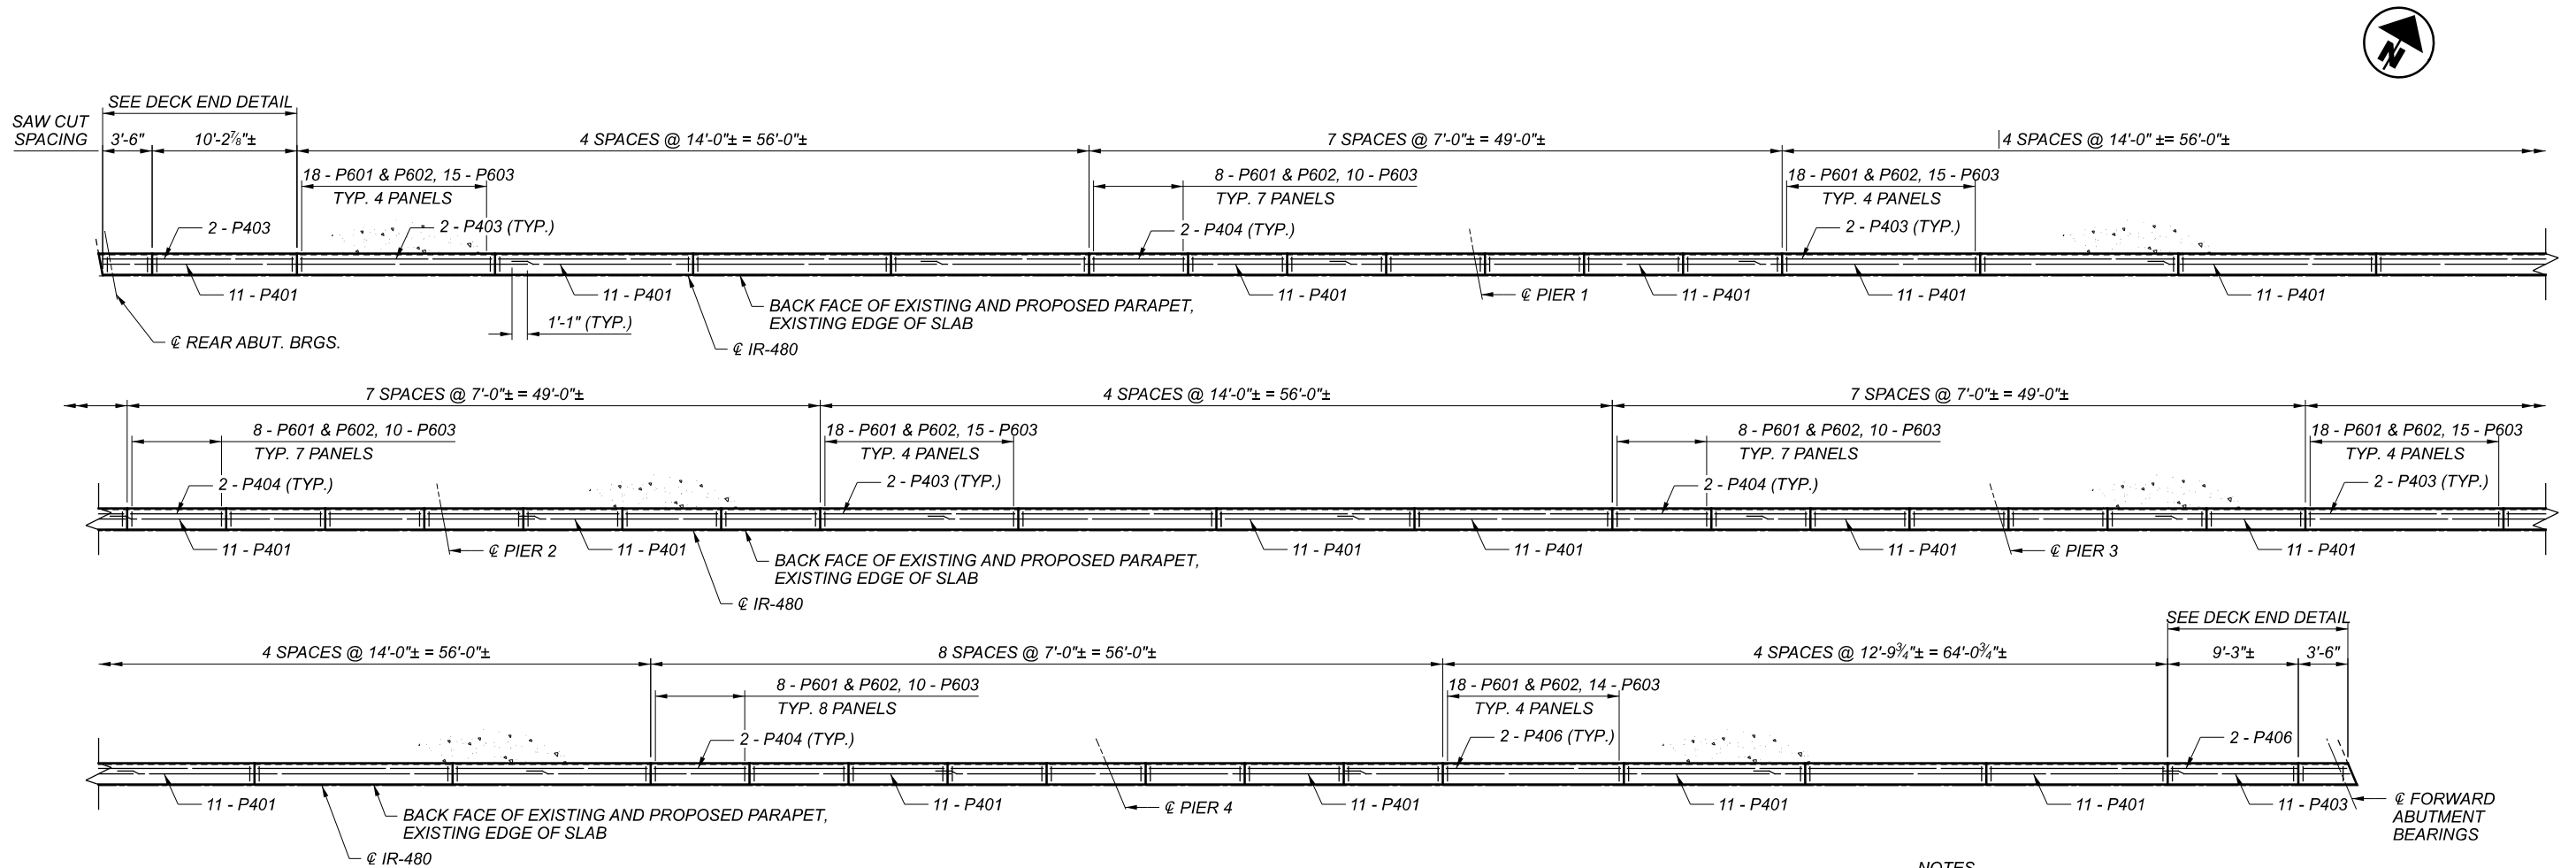 N
SEE DECK END DETAIL
SAW CUT
SPACING
3'-6"
10'-2⅞"±
4 SPACES @ 14'-0"± = 56'-0"±
7 SPACES @ 7'-0"± = 49'-0"±
4 SPACES @ 14'-0" ±= 56'-0"±
18 - P601 & P602, 15 - P603
TYP. 4 PANELS
8 - P601 & P602, 10 - P603
TYP. 7 PANELS
18 - P601 & P602, 15 - P603
TYP. 4 PANELS
2 - P403
2 - P403 (TYP.)
2 - P404 (TYP.)
2 - P403 (TYP.)
11 - P401
11 - P401
BACK FACE OF EXISTING AND PROPOSED PARAPET,
EXISTING EDGE OF SLAB
11 - P401
℄ PIER 1
11 - P401
11 - P401
11 - P401
1'-1" (TYP.)
℄ REAR ABUT. BRGS.
℄ IR-480
7 SPACES @ 7'-0"± = 49'-0"±
4 SPACES @ 14'-0"± = 56'-0"±
7 SPACES @ 7'-0"± = 49'-0"±
8 - P601 & P602, 10 - P603
TYP. 7 PANELS
18 - P601 & P602, 15 - P603
TYP. 4 PANELS
8 - P601 & P602, 10 - P603
TYP. 7 PANELS
18 - P601 & P602, 15 - P603
TYP. 4 PANELS
2 - P404 (TYP.)
2 - P403 (TYP.)
2 - P404 (TYP.)
2 - P403 (TYP.)
11 - P401
℄ PIER 2
11 - P401
BACK FACE OF EXISTING AND PROPOSED PARAPET,
EXISTING EDGE OF SLAB
11 - P401
11 - P401
11 - P401
℄ PIER 3
11 - P401
℄ IR-480
SEE DECK END DETAIL
4 SPACES @ 14'-0"± = 56'-0"±
8 SPACES @ 7'-0"± = 56'-0"±
4 SPACES @ 12'-9¾"± = 64'-0¾"±
9'-3"±
3'-6"
8 - P601 & P602, 10 - P603
TYP. 8 PANELS
18 - P601 & P602, 14 - P603
TYP. 4 PANELS
2 - P404 (TYP.)
2 - P406 (TYP.)
2 - P406
11 - P401
BACK FACE OF EXISTING AND PROPOSED PARAPET,
EXISTING EDGE OF SLAB
11 - P401
℄ PIER 4
11 - P401
11 - P401
11 - P401
11 - P403
℄ FORWARD
ABUTMENT
BEARINGS
℄ IR-480
NOTES